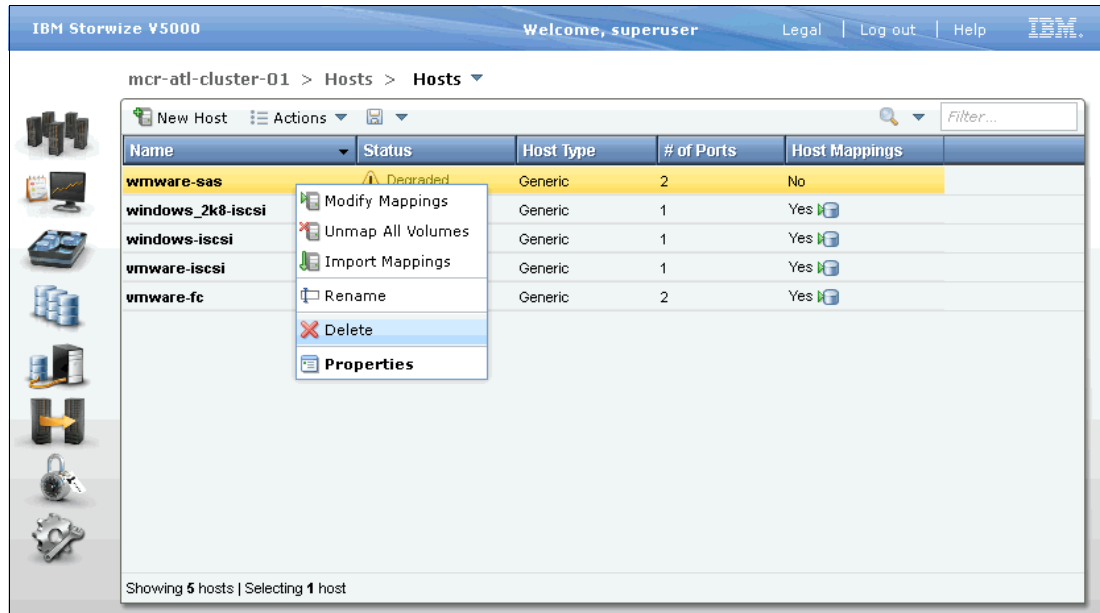 IBM Storwize V5000 Welcome, superuser Legal | Log out | Help IBM.
mcr-atl-cluster-01 > Hosts > Hosts
New Host Actions Filter...
Name Status Host Type # of Ports Host Mappings
wmware-sas Degraded Generic 2 No
windows_2k8-iscsi Generic 1 Yes
windows-iscsi Generic 1 Yes
vmware-iscsi Generic 1 Yes
vmware-fc Generic 2 Yes
Modify Mappings
Unmap All Volumes
Import Mappings
Rename
Delete
Properties
Showing 5 hosts | Selecting 1 host